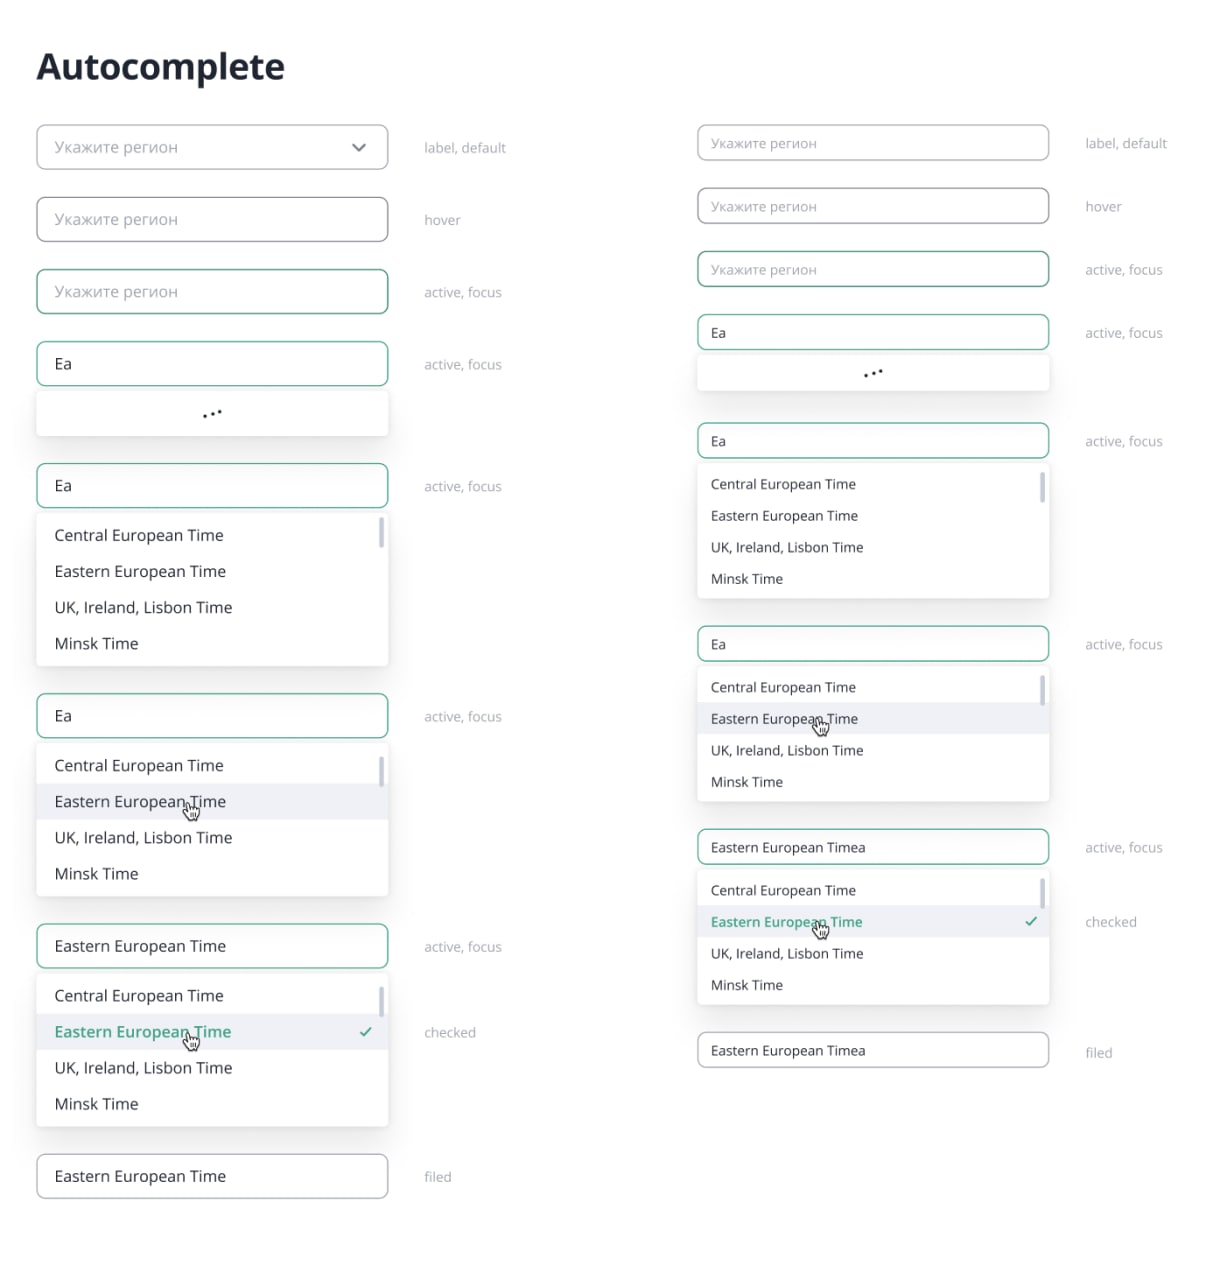 Autocomplete
Укажите регион
label, default
Укажите регион
hover
Укажите регион
active, focus
Ea
active, focus
Ea
active, focus
Central European Time
Eastern European Time
UK, Ireland, Lisbon Time
Minsk Time
Ea
active, focus
Central European Time
Eastern European Time
UK, Ireland, Lisbon Time
Minsk Time
Eastern European Time
active, focus
Central European Time
Eastern European Time
checked
UK, Ireland, Lisbon Time
Minsk Time
Eastern European Time
filed
Укажите регион
label, default
Укажите регион
hover
Укажите регион
active, focus
Ea
active, focus
Ea
active, focus
Central European Time
Eastern European Time
UK, Ireland, Lisbon Time
Minsk Time
Ea
active, focus
Central European Time
Eastern European Time
UK, Ireland, Lisbon Time
Minsk Time
Eastern European Timea
active, focus
Central European Time
Eastern European Time
checked
UK, Ireland, Lisbon Time
Minsk Time
Eastern European Timea
filed